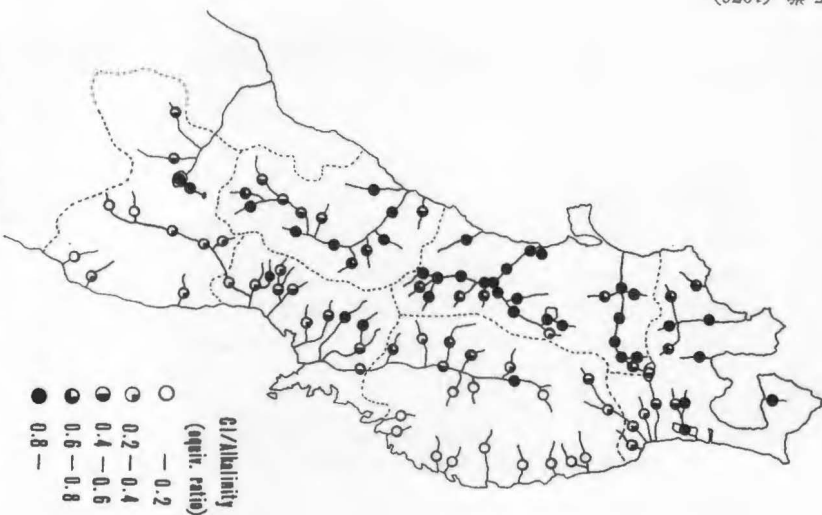 Cl/Alkalinity
(equiv. ratio)
— 0.2
0.2 — 0.4
0.4 — 0.6
0.6 — 0.8
0.8 —